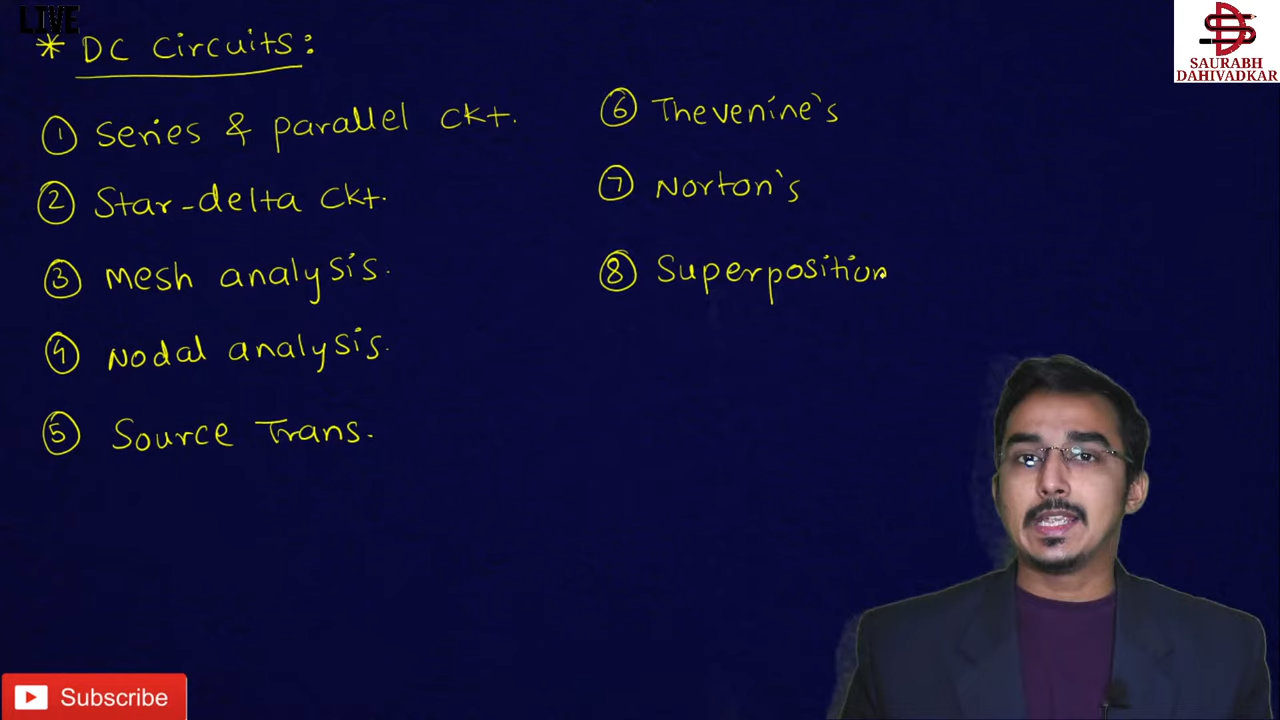 LIVE
* DC Circuits:
① Series & parallel ckt.
② Star-delta ckt.
③ Mesh analysis.
④ Nodal analysis.
⑤ Source Trans.
⑥ Thevenine's
⑦ Norton's
⑧ Superposition
SAURABH
DAHIVADKAR
Subscribe